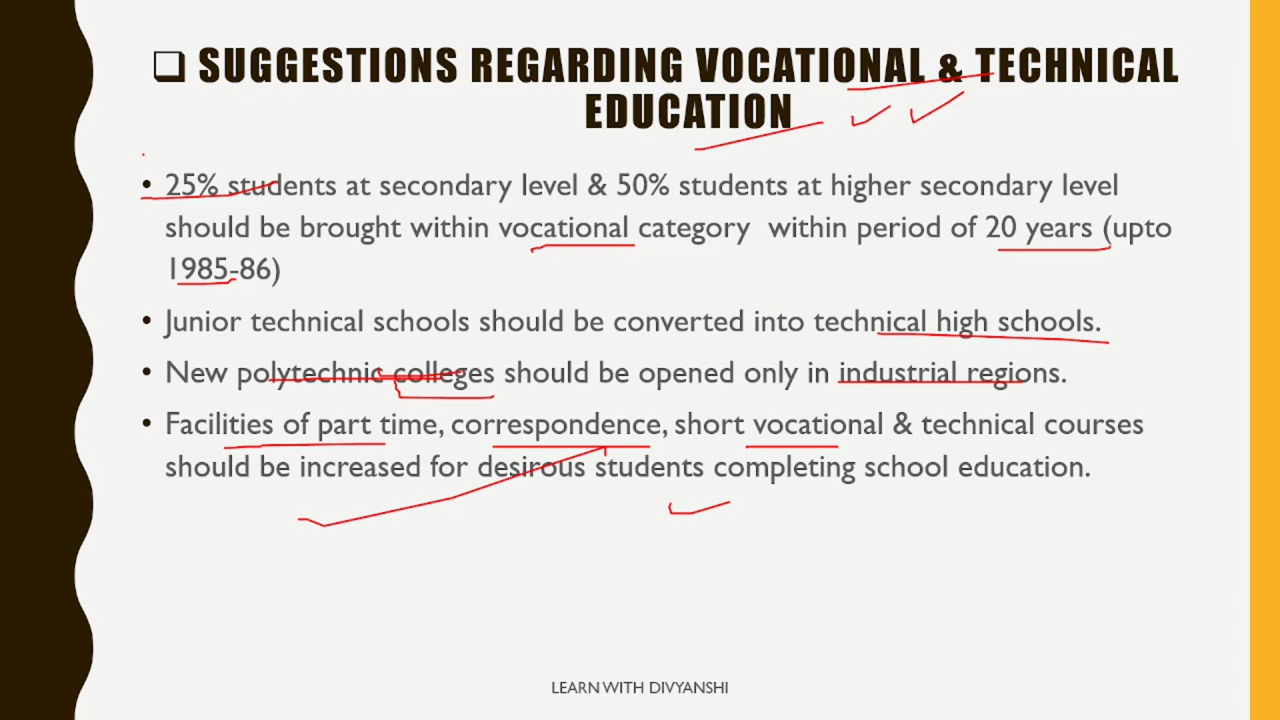 ❑ SUGGESTIONS REGARDING VOCATIONAL & TECHNICAL
EDUCATION
• 25% students at secondary level & 50% students at higher secondary level
should be brought within vocational category within period of 20 years (upto
1985-86)
• Junior technical schools should be converted into technical high schools.
• New polytechnic colleges should be opened only in industrial regions.
• Facilities of part time, correspondence, short vocational & technical courses
should be increased for desirous students completing school education.
LEARN WITH DIVYANSHI